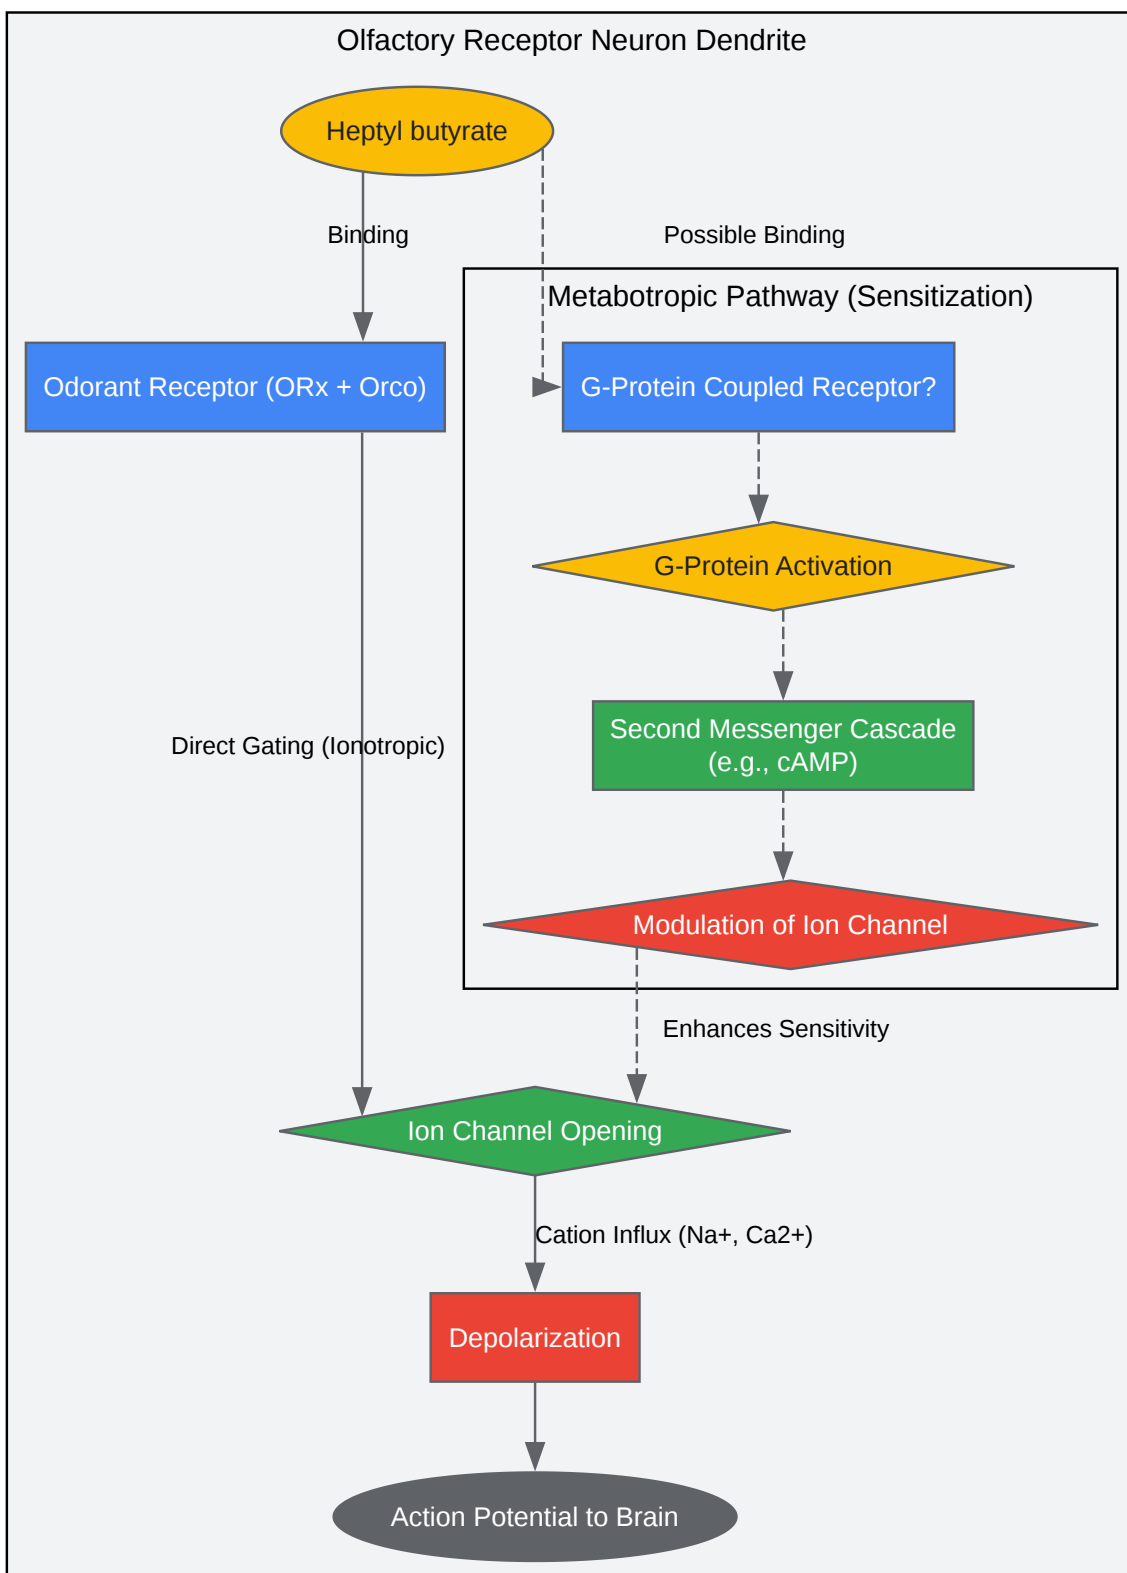 Olfactory Receptor Neuron Dendrite
Heptyl butyrate
Binding
Possible Binding
Metabotropic Pathway (Sensitization)
Odorant Receptor (ORx + Orco)
G-Protein Coupled Receptor?
G-Protein Activation
Second Messenger Cascade
(e.g., cAMP)
Direct Gating (Ionotropic)
Modulation of Ion Channel
Enhances Sensitivity
Ion Channel Opening
Cation Influx (Na+, Ca2+)
Depolarization
Action Potential to Brain